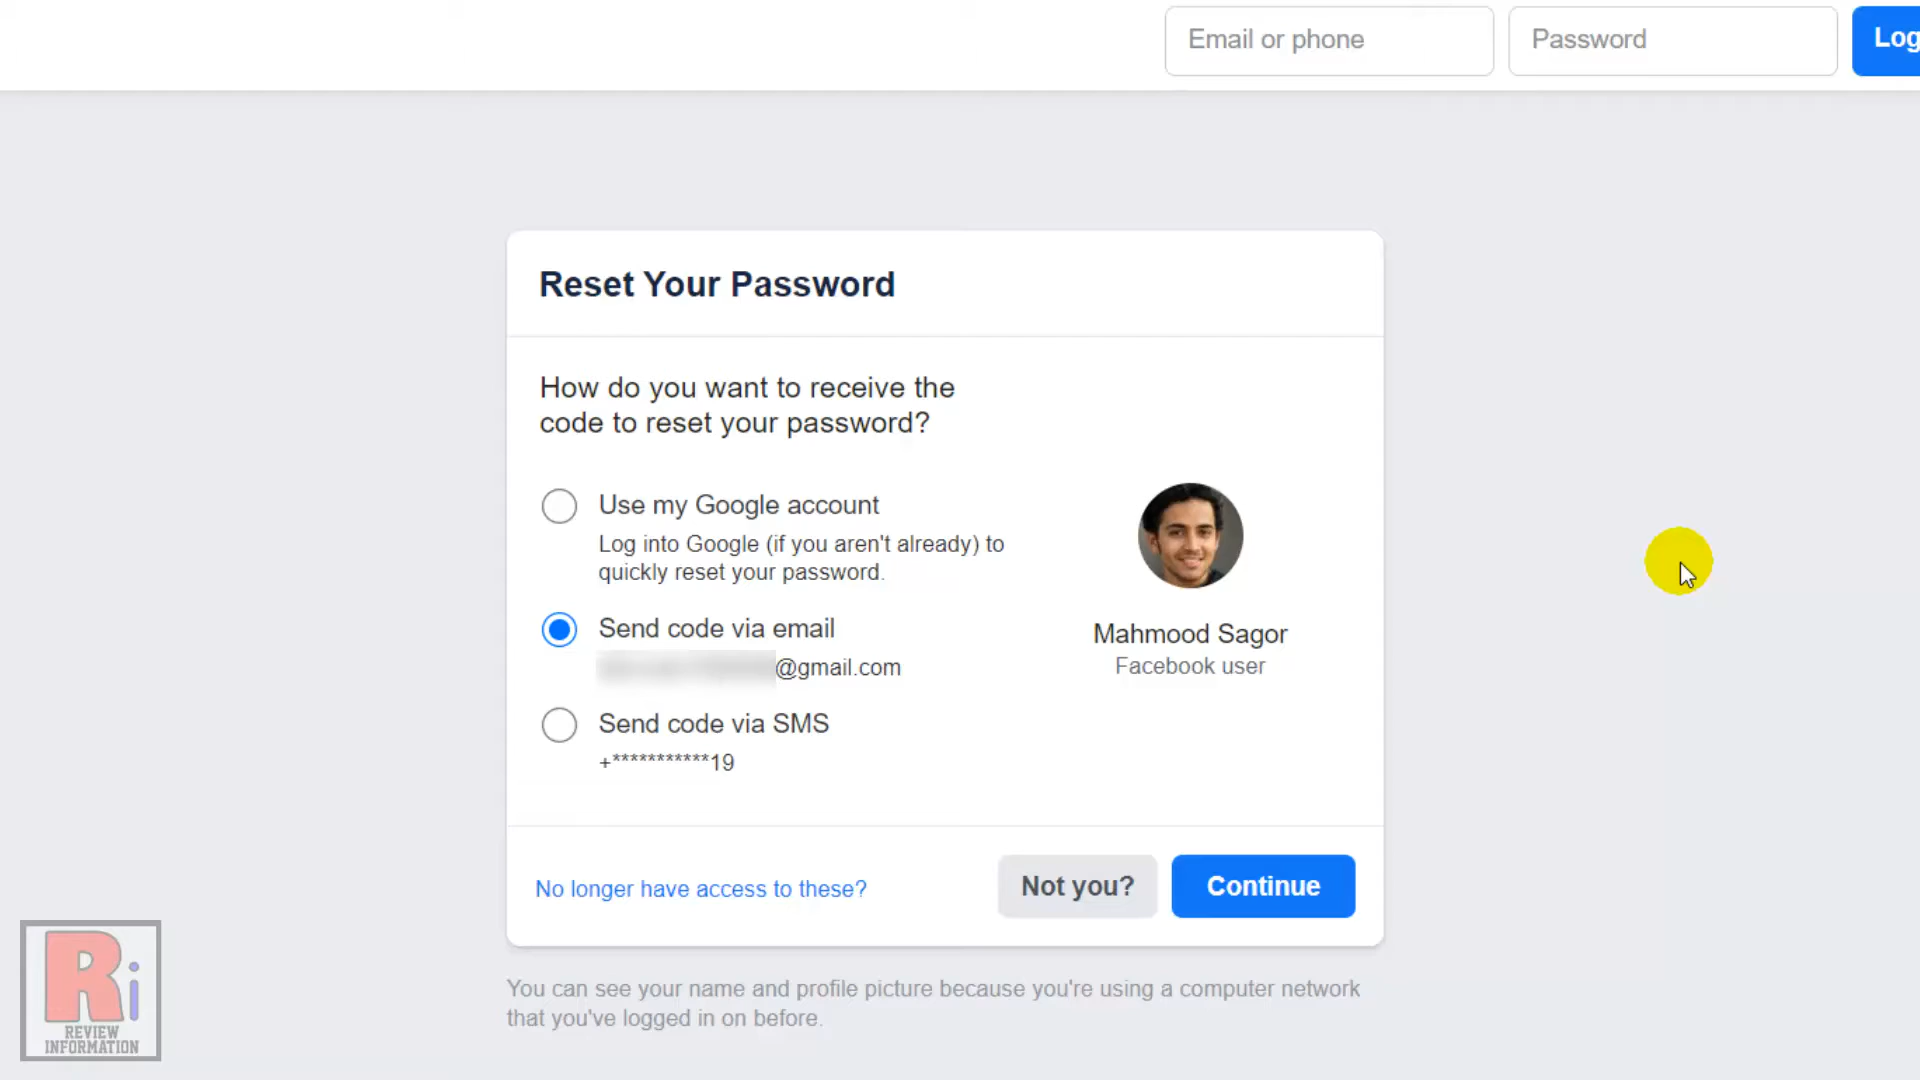 Email or phone
Password
Log
Reset Your Password
How do you want to receive the
code to reset your password?
Use my Google account
Log into Google (if you aren't already) to
quickly reset your password.
Send code via email
@gmail.com
Send code via SMS
+***********19
Mahmood Sagor
Facebook user
No longer have access to these?
Not you?
Continue
You can see your name and profile picture because you're using a computer network
that you've logged in on before.
Ri
REVIEW
INFORMATION